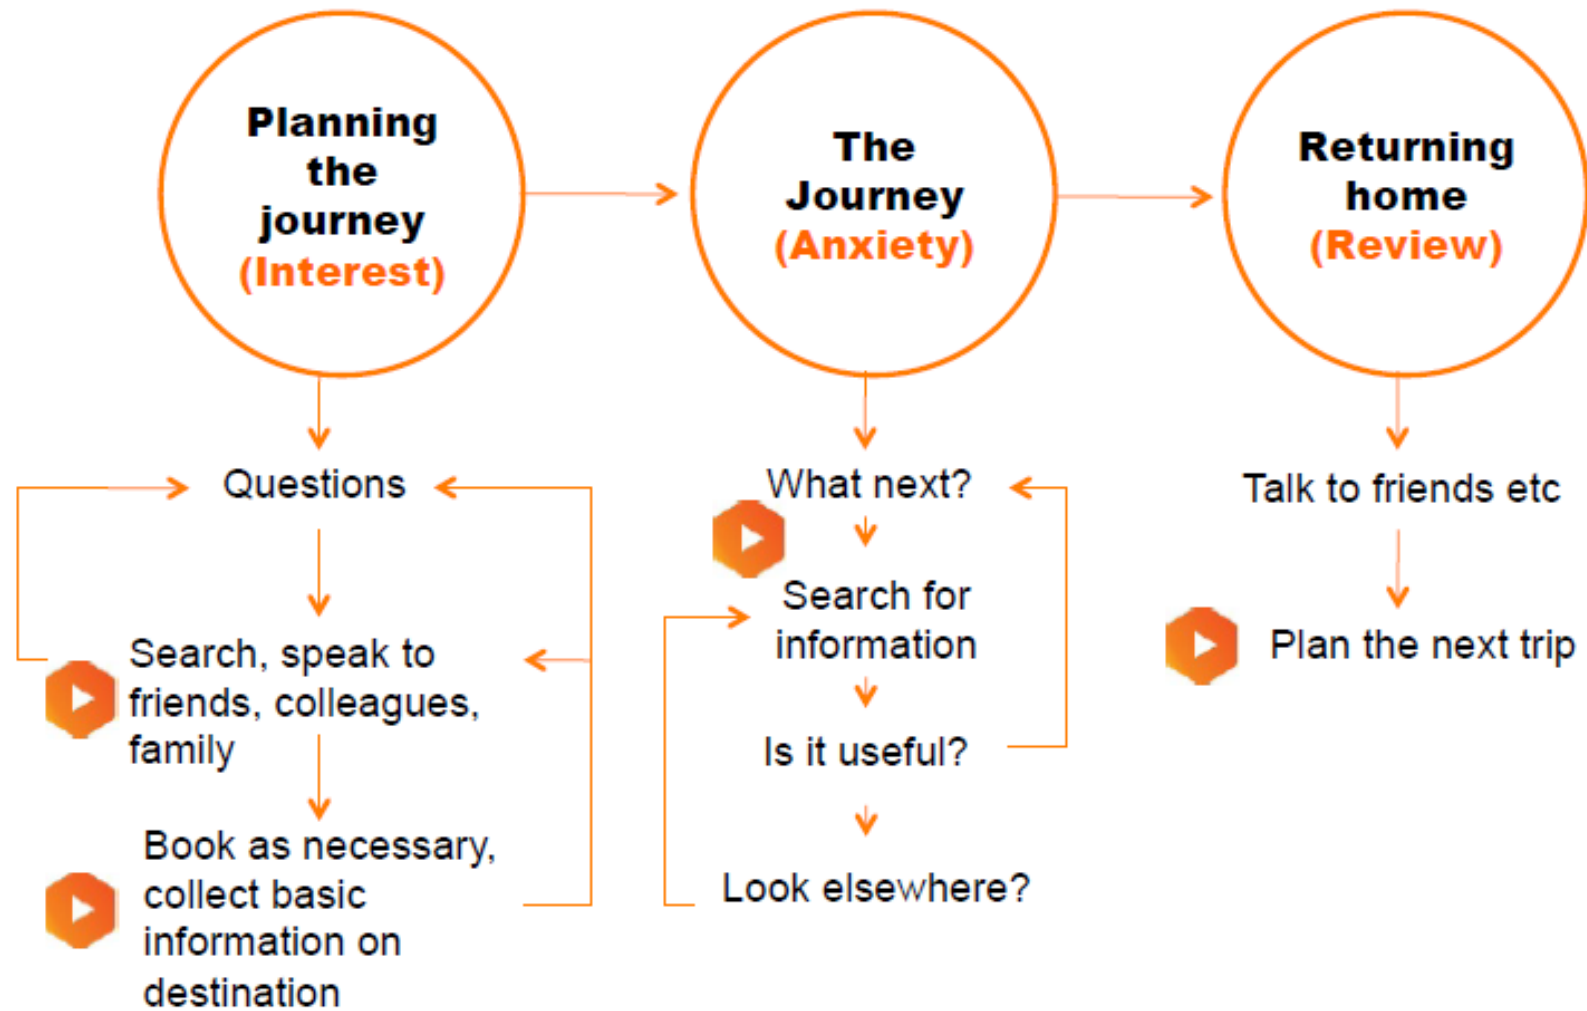 Planning
the
journey
(Interest)
The
Journey
(Anxiety)
Returning
home
(Review)
Questions
Search, speak to
friends, colleagues,
family
Book as necessary,
collect basic
information on
destination
What next?
Search for
information
Is it useful?
Look elsewhere?
Talk to friends etc
Plan the next trip